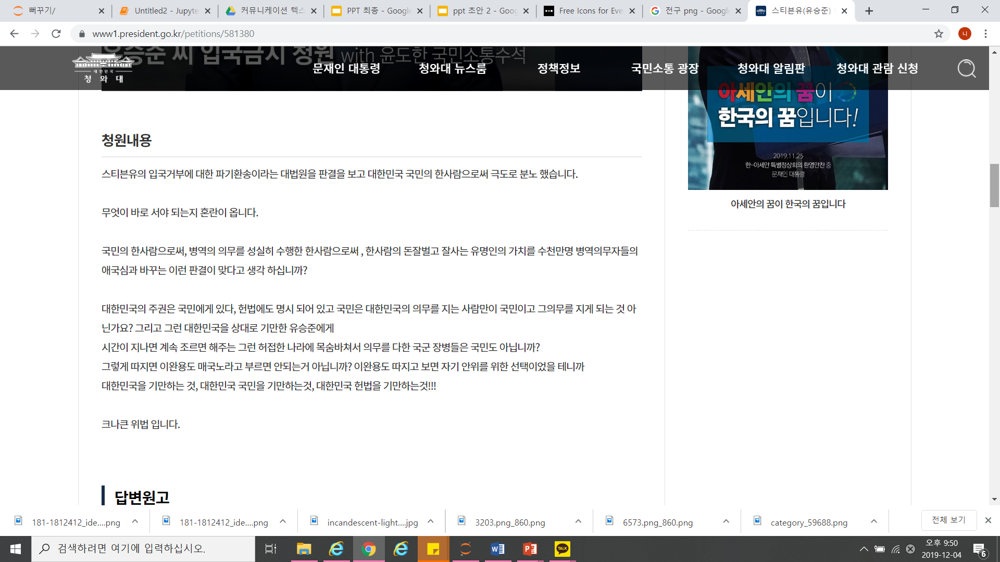 뻐꾸기/
Untitled2 - Jupyte
커뮤니케이션 텍스
PPT 최종 - Google
ppt 초안 2 - Goog
Free Icons for Eve
전구 png - Google
스티븐유(유승준)
www1.president.go.kr/petitions/581380
니
유승준 씨 입국금지 청원 with 윤도한 국민소통수석
대한민국
청와대
문재인 대통령
청와대 뉴스룸
정책정보
국민소통 광장
청와대 알림판
청와대 관람 신청
아세안의 꿈이
한국의 꿈입니다!
2019.11.25
한-아세안 특별정상회의 환영만찬 중
문재인 대통령
아세안의 꿈이 한국의 꿈입니다
청원내용
스티븐유의 입국거부에 대한 파기환송이라는 대법원을 판결을 보고 대한민국 국민의 한사람으로써 극도로 분노 했습니다.
무엇이 바로 서야 되는지 혼란이 옵니다.
국민의 한사람으로써, 병역의 의무를 성실히 수행한 한사람으로써 , 한사람의 돈잘벌고 잘사는 유명인의 가치를 수천만명 병역의무자들의
애국심과 바꾸는 이런 판결이 맞다고 생각 하십니까?
대한민국의 주권은 국민에게 있다, 헌법에도 명시 되어 있고 국민은 대한민국의 의무를 지는 사람만이 국민이고 그의무를 지게 되는 것 아
닌가요? 그리고 그런 대한민국을 상대로 기만한 유승준에게
시간이 지나면 계속 조르면 해주는 그런 허접한 나라에 목숨바쳐서 의무를 다한 국군 장병들은 국민도 아닙니까?
그렇게 따지면 이완용도 매국노라고 부르면 안되는거 아닙니까? 이완용도 따지고 보면 자기 안위를 위한 선택이었을 테니까
대한민국을 기만하는 것, 대한민국 국민을 기만하는것, 대한민국 헌법을 기만하는것!!!
크나큰 위법 입니다.
답변원고
181-1812412_ide....png
181-1812412_ide....png
incandescent-light....jpg
3203.png_860.png
6573.png_860.png
category_59688.png
전체 보기
검색하려면 여기에 입력하십시오.
TALK
오후 9:50
2019-12-04
6